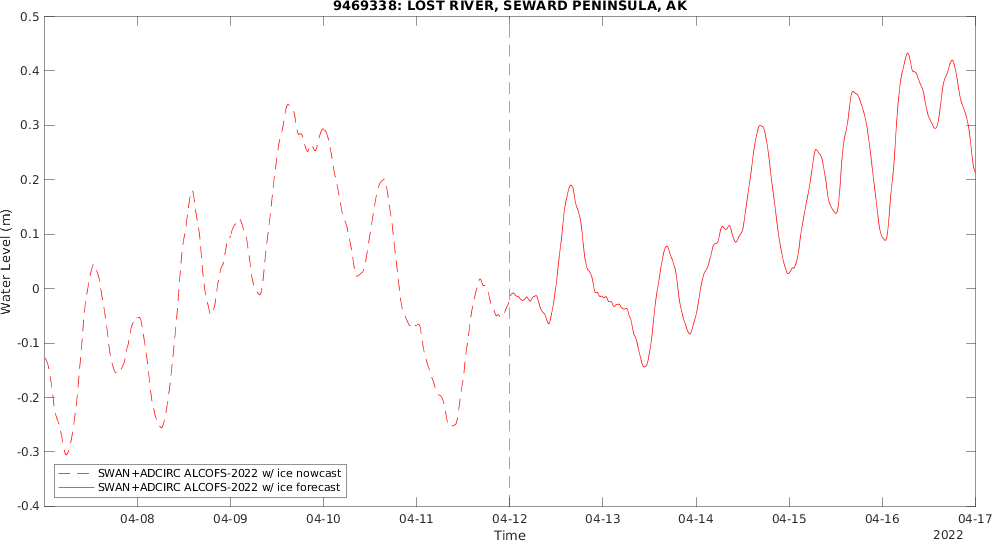 9469338: LOST RIVER, SEWARD PENINSULA, AK
Water Level (m)
0.5
0.4
0.3
0.2
0.1
0
-0.1
-0.2
-0.3
-0.4
SWAN+ADCIRC ALCOFS-2022 w/ ice nowcast
SWAN+ADCIRC ALCOFS-2022 w/ ice forecast
04-08 04-09 04-10 04-11 04-12 04-13 04-14 04-15 04-16 04-17
Time
2022